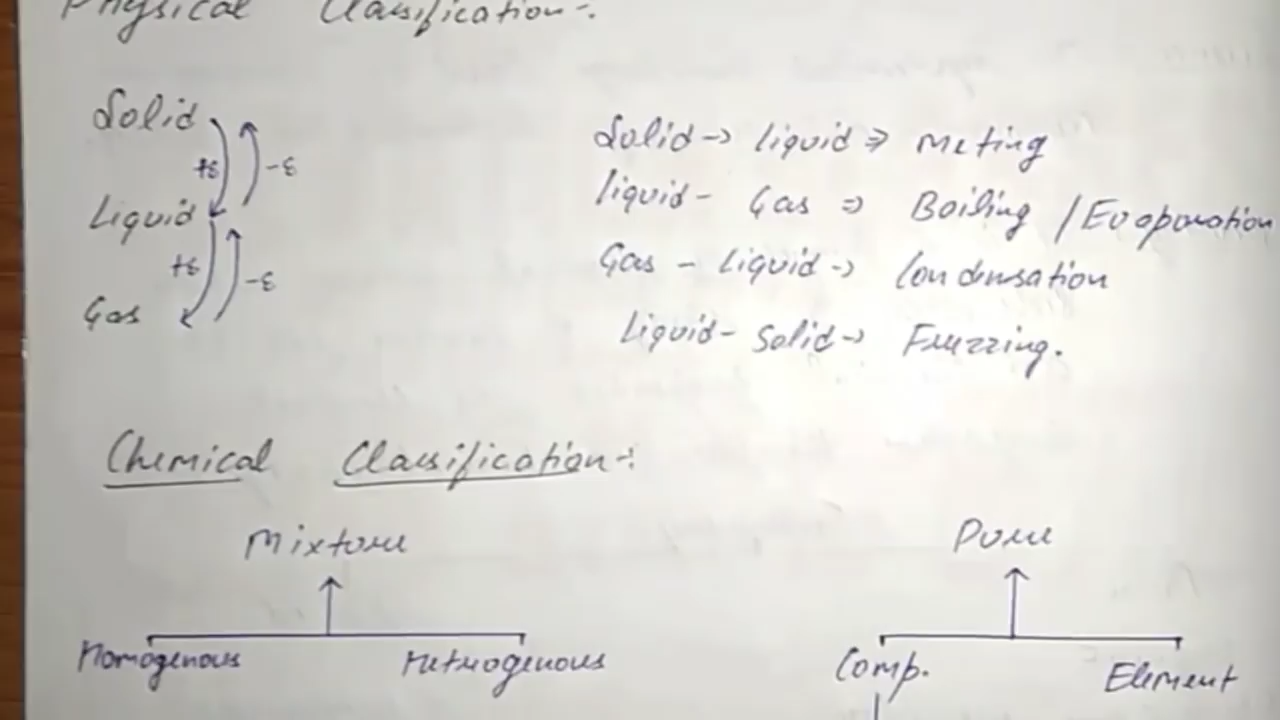 Physical Classification:-
Solid
+ε -ε
Liquid
+ε -ε
Gas
Solid → liquid ⇒ Meting
liquid - Gas ⇒ Boiling / Evaporation
Gas - Liquid → Condensation
Liquid - Solid → Freezzing.
Chemical Classification:-
Mixture
Homogenous Hetrogenous
Pure
Comp. Element